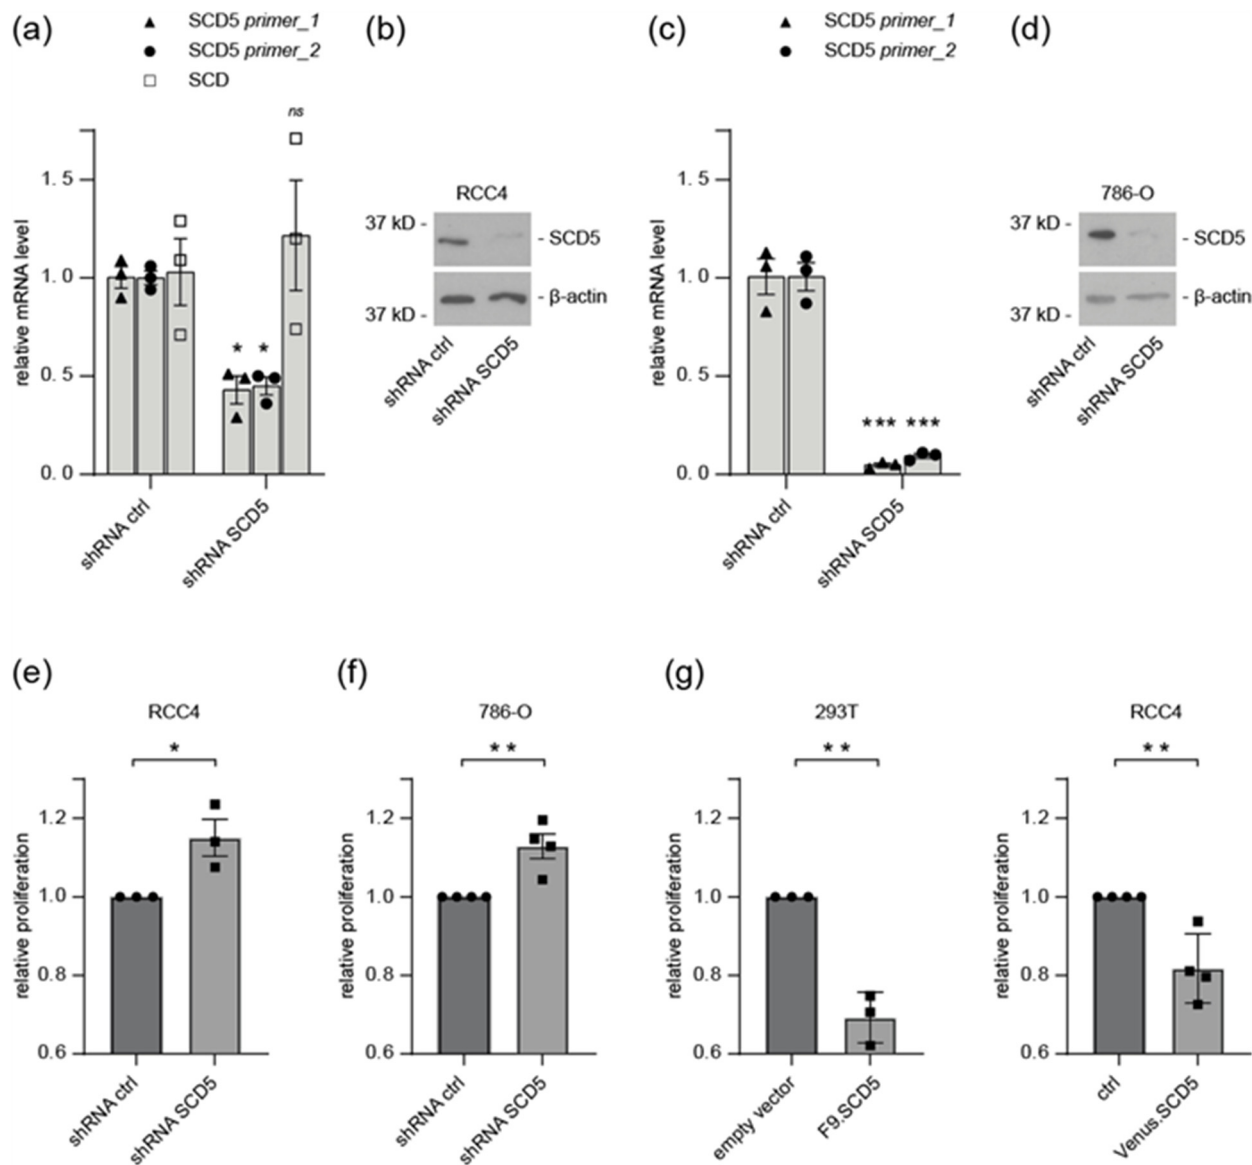 (a)
SCD5 primer_1
SCD5 primer_2
SCD
ns
relative mRNA level
1.5
1.0
* *
0.5
0.0
shRNA ctrl
shRNA SCD5
(b)
RCC4
37 kD -
- SCD5
- β-actin
37 kD -
shRNA ctrl
shRNA SCD5
(c)
SCD5 primer_1
SCD5 primer_2
relative mRNA level
1.5
1.0
0.5
*** ***
0.0
shRNA ctrl
shRNA SCD5
(d)
786-O
37 kD -
- SCD5
- β-actin
37 kD -
shRNA ctrl
shRNA SCD5
(e)
RCC4
*
relative proliferation
1.2
1.0
0.8
0.6
shRNA ctrl
shRNA SCD5
(f)
786-O
**
relative proliferation
1.2
1.0
0.8
0.6
shRNA ctrl
shRNA SCD5
(g)
293T
**
relative proliferation
1.2
1.0
0.8
0.6
empty vector
F9.SCD5
RCC4
**
relative proliferation
1.2
1.0
0.8
0.6
ctrl
Venus.SCD5